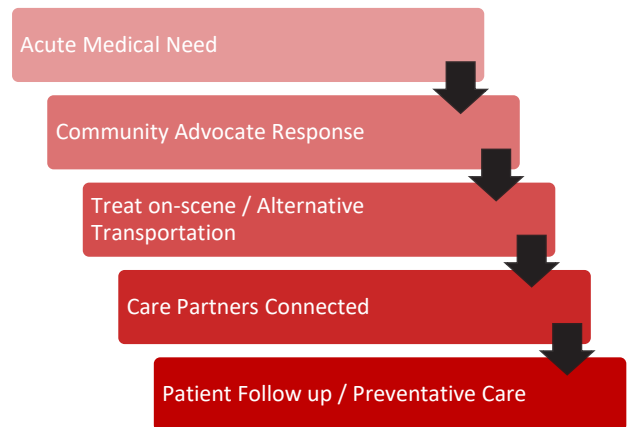 Acute Medical Need
Community Advocate Response
Treat on-scene / Alternative
Transportation
Care Partners Connected
Patient Follow up / Preventative Care